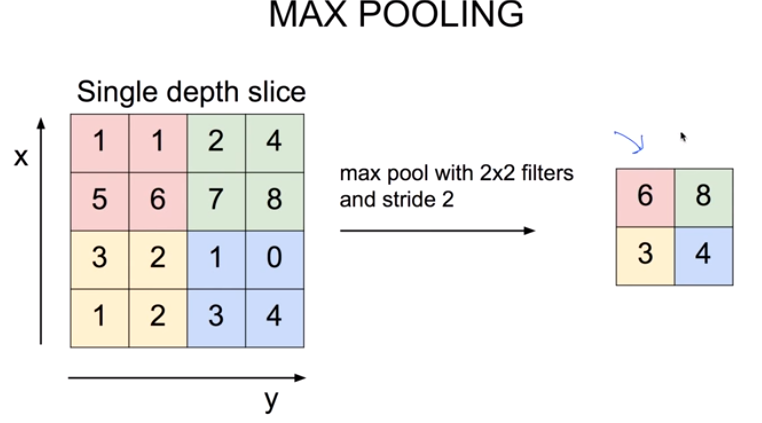 MAX POOLING
Single depth slice
x
1 1 2 4
5 6 7 8
3 2 1 0
1 2 3 4
y
max pool with 2x2 filters
and stride 2
6 8
3 4